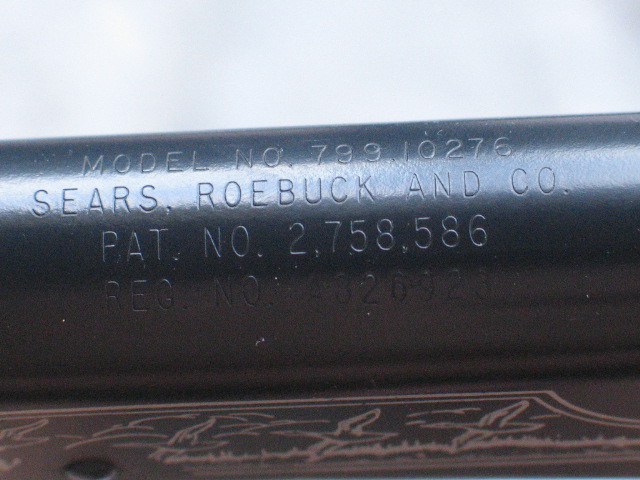 MODEL NO. 799.10276
SEARS, ROEBUCK AND CO.
PAT. NO. 2,758,586
REG. NO.